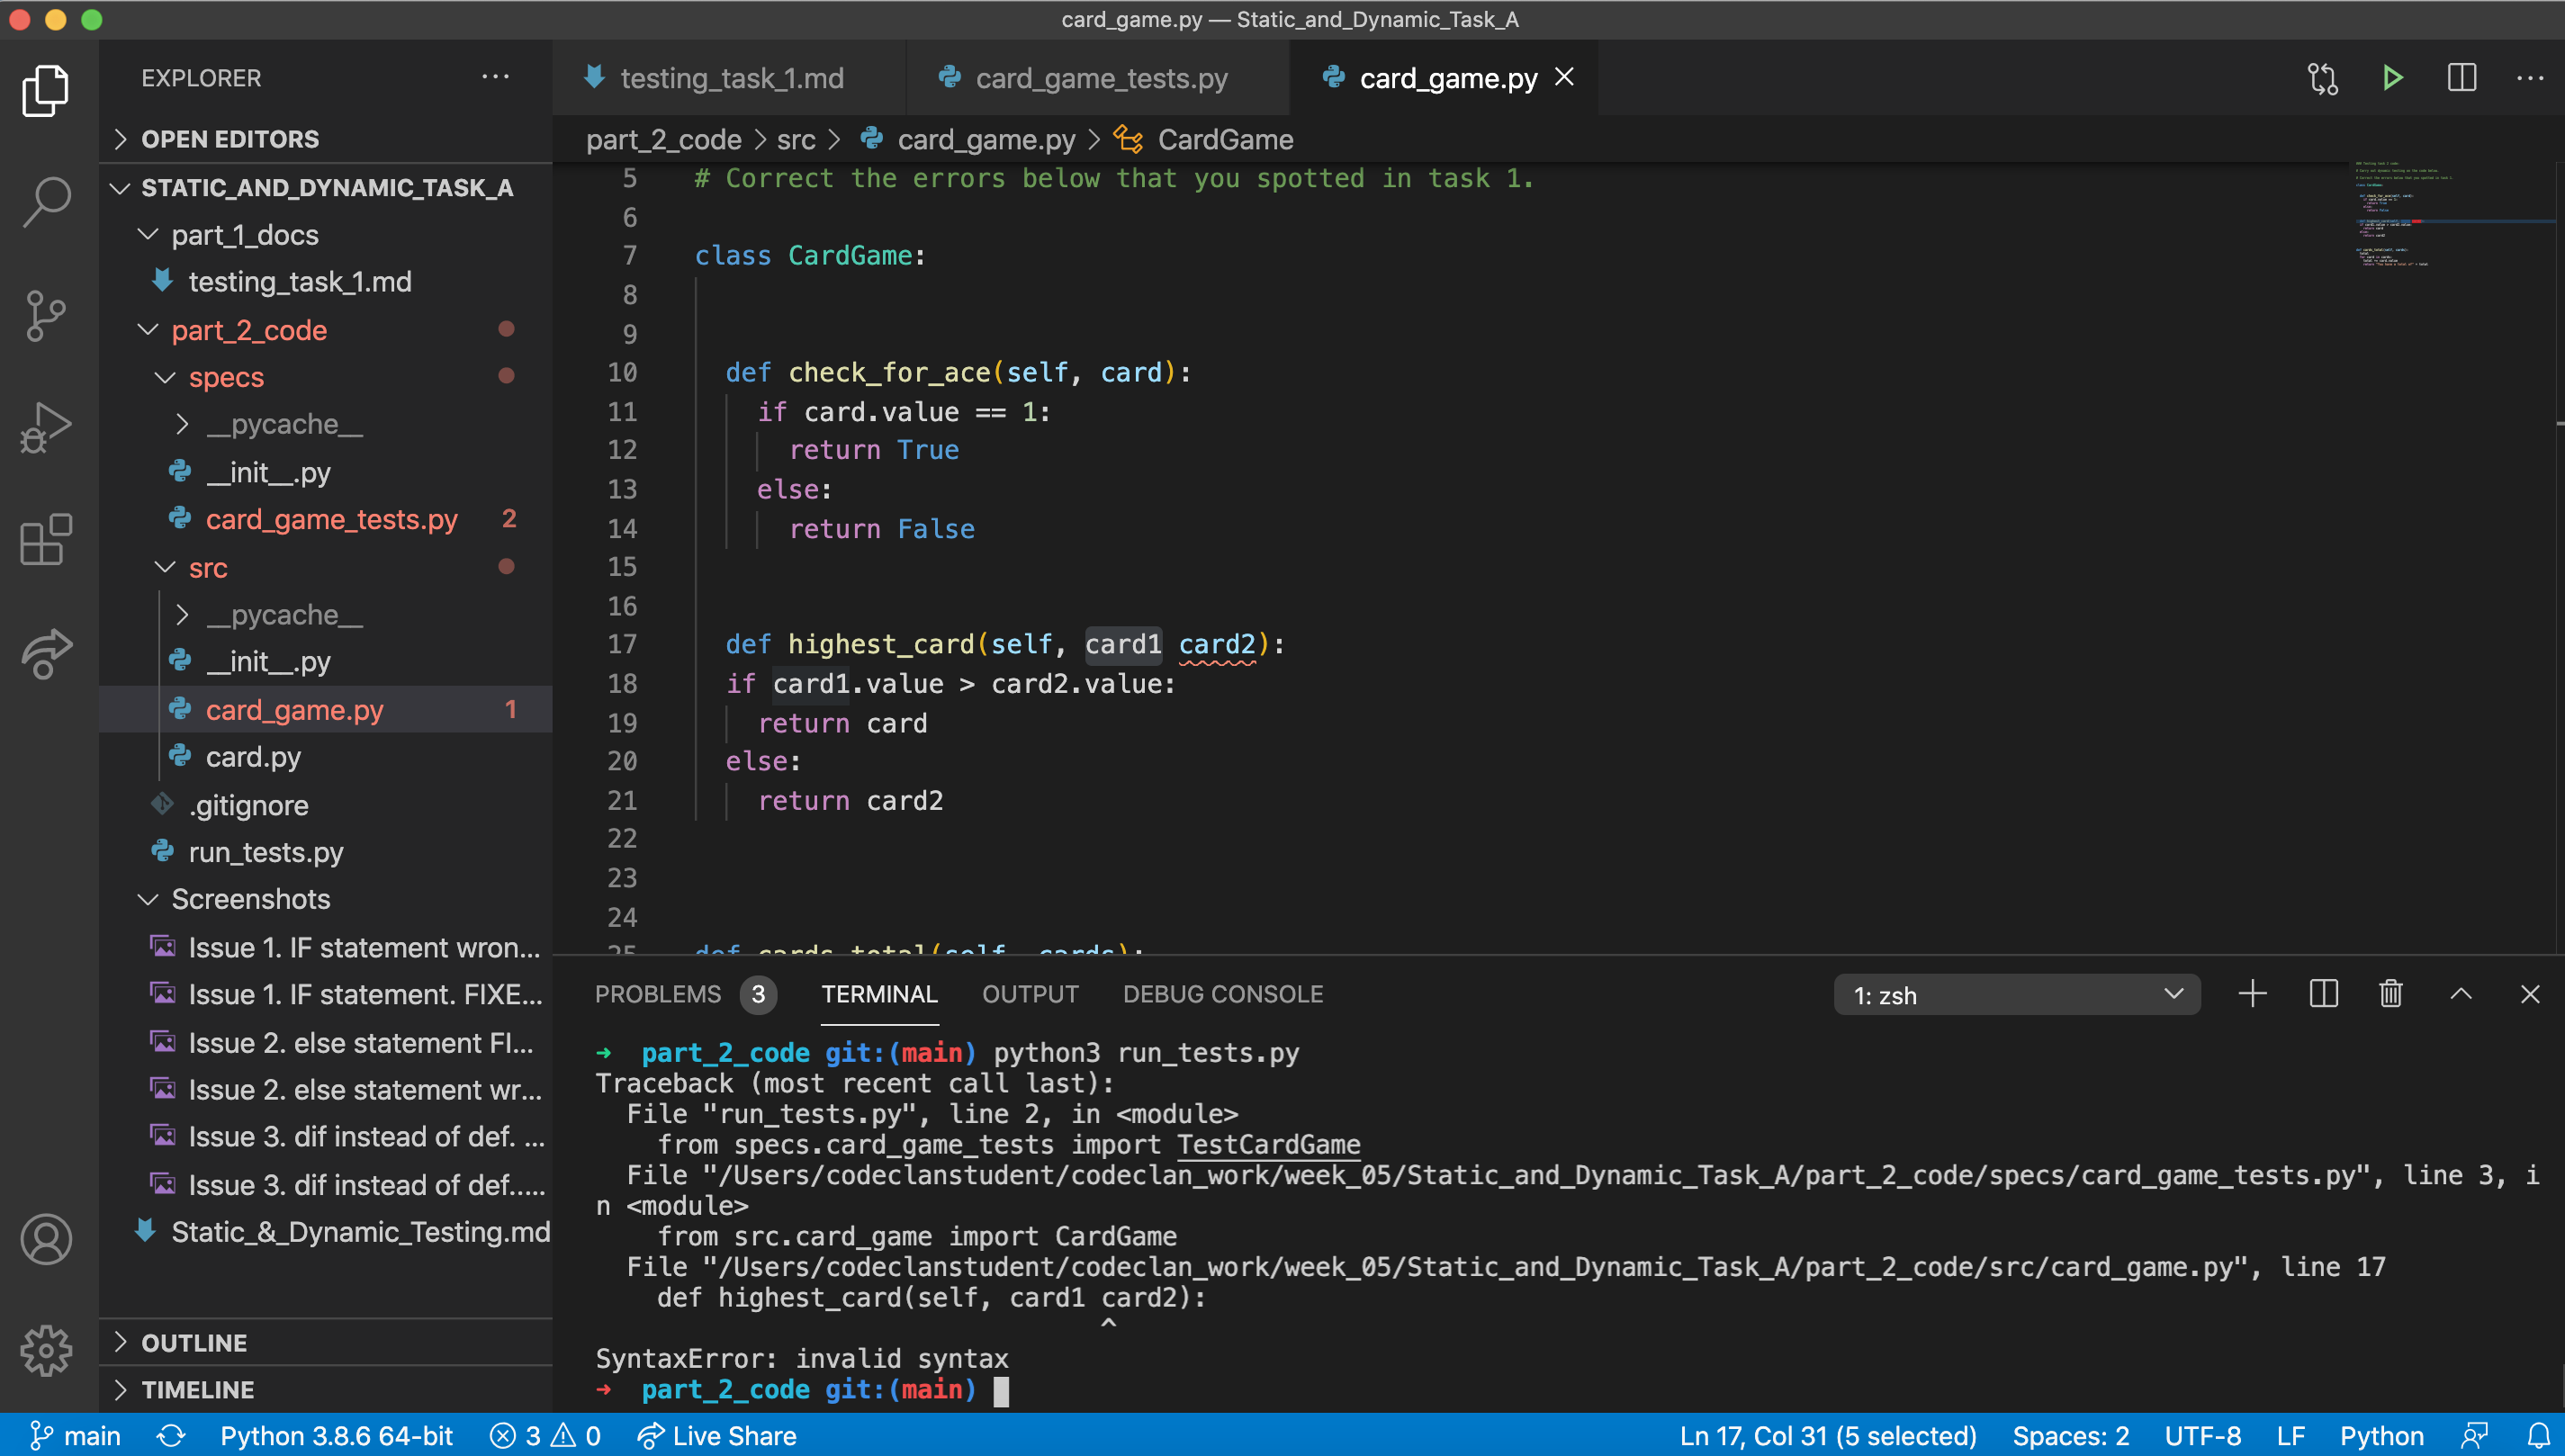 card_game.py — Static_and_Dynamic_Task_A
EXPLORER
OPEN EDITORS
STATIC_AND_DYNAMIC_TASK_A
part_1_docs
testing_task_1.md
part_2_code
specs
__pycache__
__init__.py
card_game_tests.py 2
src
__pycache__
__init__.py
card_game.py 1
card.py
.gitignore
run_tests.py
Screenshots
Issue 1. IF statement wron...
Issue 1. IF statement. FIXE...
Issue 2. else statement FI...
Issue 2. else statement wr...
Issue 3. dif instead of def. ...
Issue 3. dif instead of def.....
Static_&_Dynamic_Testing.md
OUTLINE
TIMELINE
testing_task_1.md card_game_tests.py card_game.py
part_2_code > src > card_game.py > CardGame
5 # Correct the errors below that you spotted in task 1.
6
7 class CardGame:
8
9
10 def check_for_ace(self, card):
11 if card.value == 1:
12 return True
13 else:
14 return False
15
16
17 def highest_card(self, card1 card2):
18 if card1.value > card2.value:
19 return card
20 else:
21 return card2
22
23
24
25 def cards_total(self, cards):
PROBLEMS 3 TERMINAL OUTPUT DEBUG CONSOLE 1: zsh
➜ part_2_code git:(main) python3 run_tests.py
Traceback (most recent call last):
File "run_tests.py", line 2, in <module>
from specs.card_game_tests import TestCardGame
File "/Users/codeclanstudent/codeclan_work/week_05/Static_and_Dynamic_Task_A/part_2_code/specs/card_game_tests.py", line 3, i
n <module>
from src.card_game import CardGame
File "/Users/codeclanstudent/codeclan_work/week_05/Static_and_Dynamic_Task_A/part_2_code/src/card_game.py", line 17
def highest_card(self, card1 card2):
^
SyntaxError: invalid syntax
➜ part_2_code git:(main)
main Python 3.8.6 64-bit 3 0 Live Share Ln 17, Col 31 (5 selected) Spaces: 2 UTF-8 LF Python